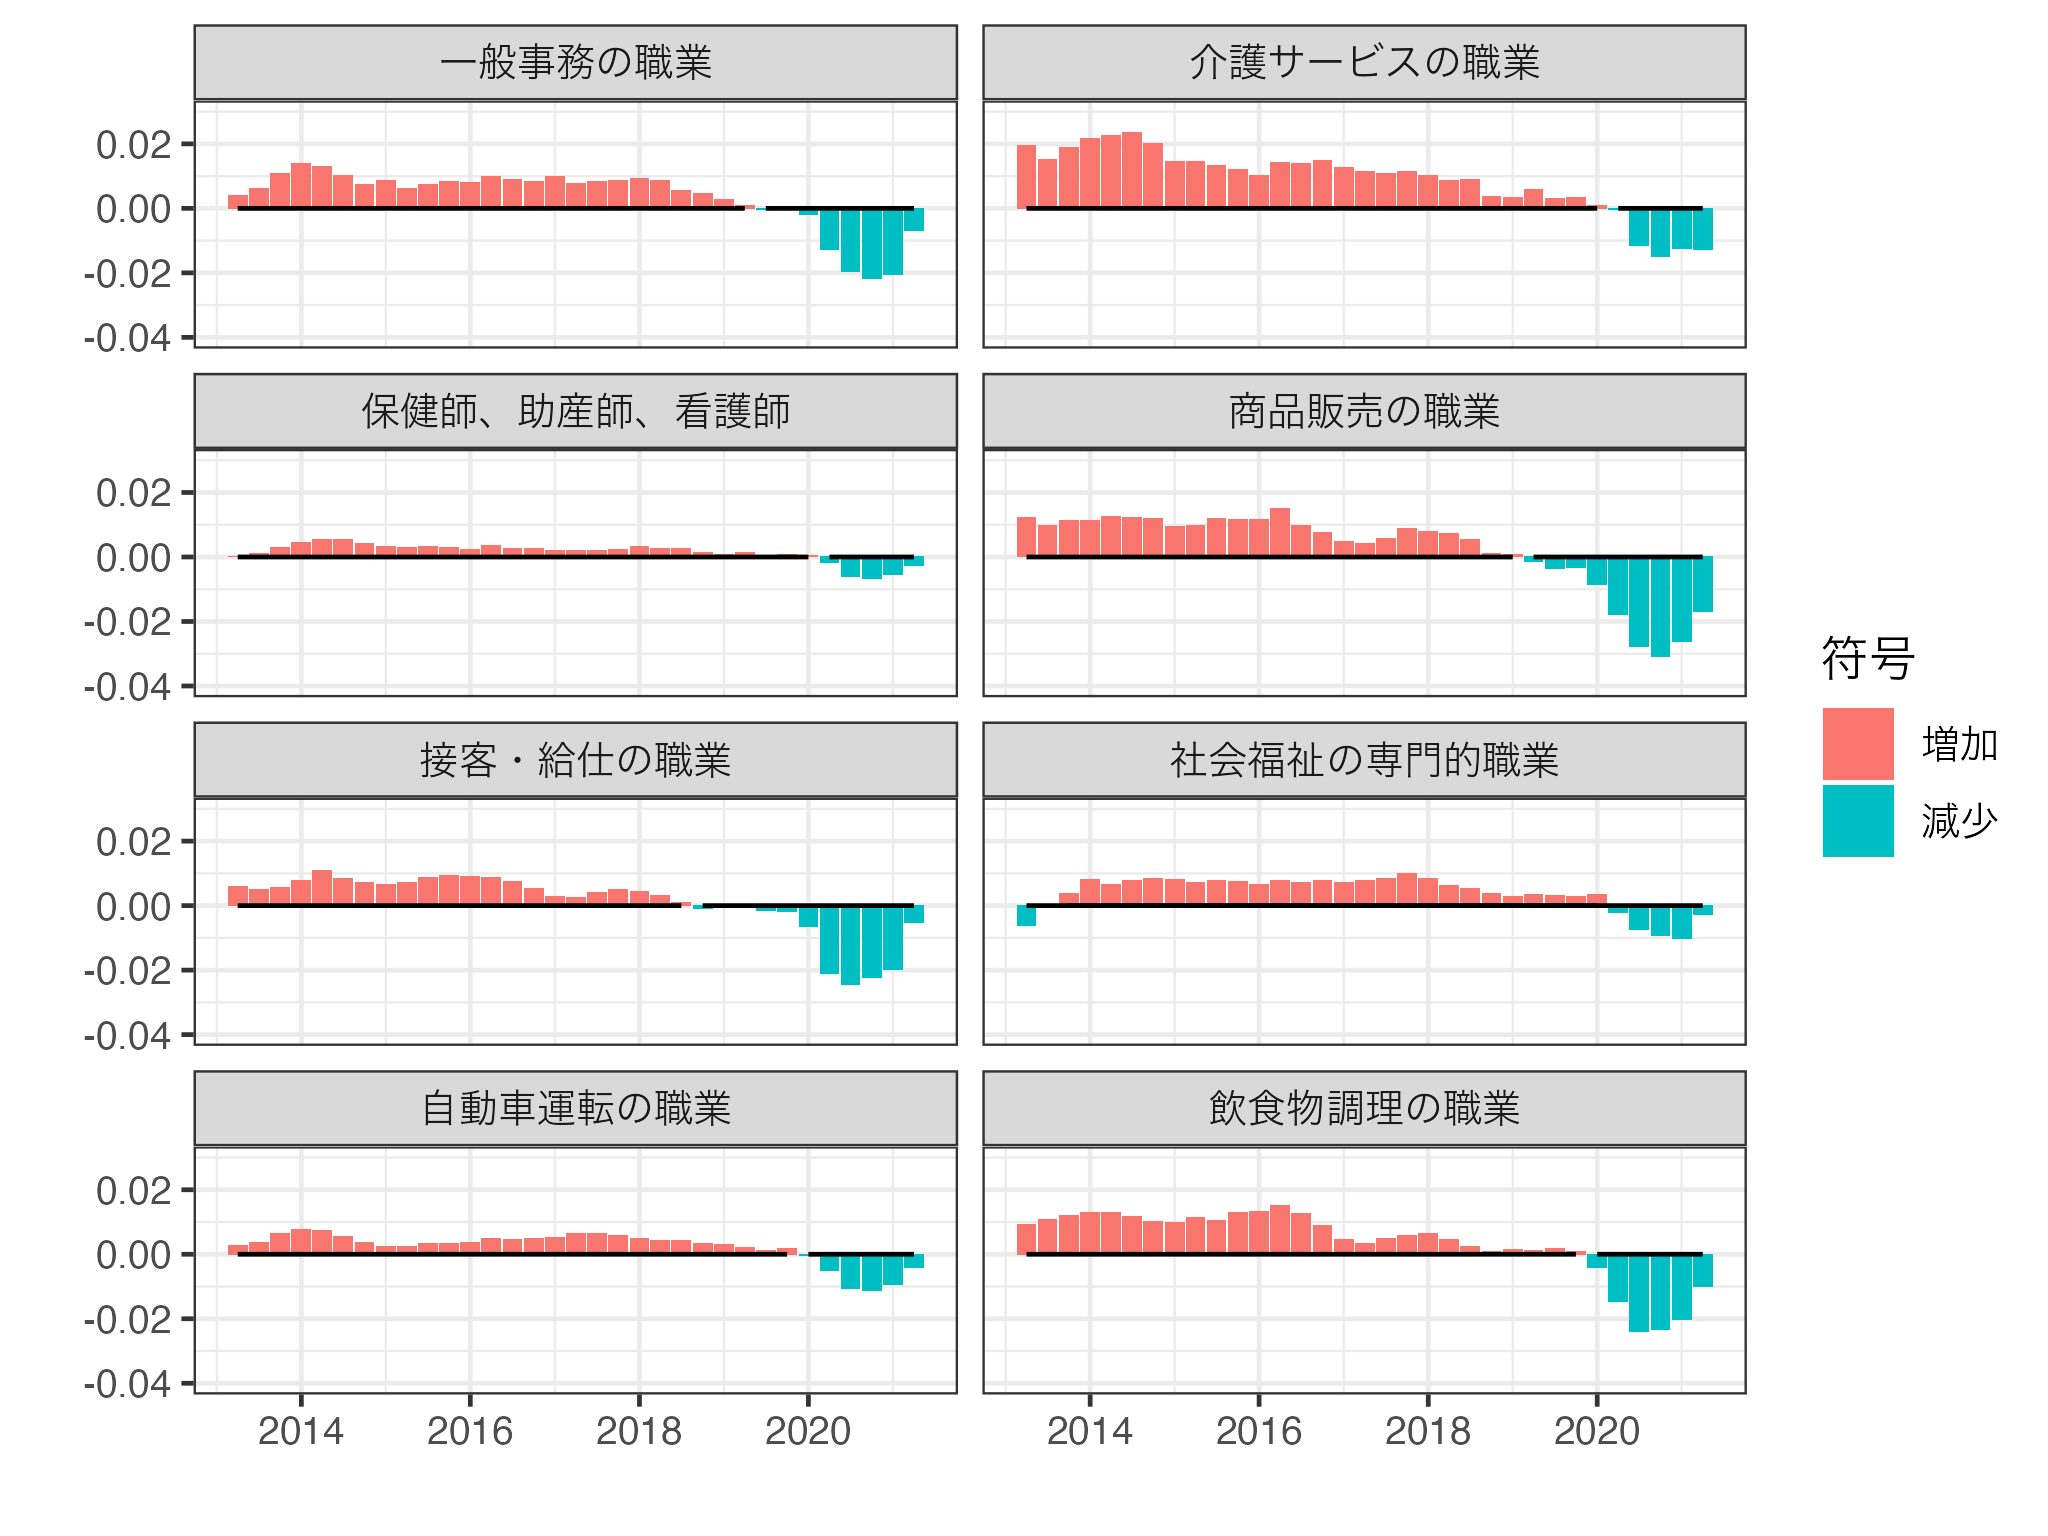 一般事務の職業
介護サービスの職業
0.02
0.00
-0.02
-0.04
保健師、助産師、看護師
商品販売の職業
0.02
0.00
-0.02
-0.04
接客・給仕の職業
社会福祉の専門的職業
0.02
0.00
-0.02
-0.04
自動車運転の職業
飲食物調理の職業
0.02
0.00
-0.02
-0.04
2014 2016 2018 2020
2014 2016 2018 2020
符号
増加
減少